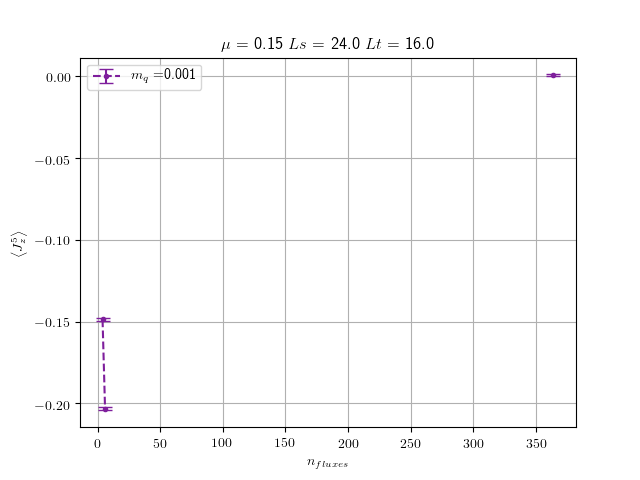 μ = 0.15 Ls = 24.0 Lt = 16.0
m_q =0.001
0.00
−0.05
−0.10
−0.15
−0.20
⟨J_z^5⟩
0 50 100 150 200 250 300 350
n_fluxes